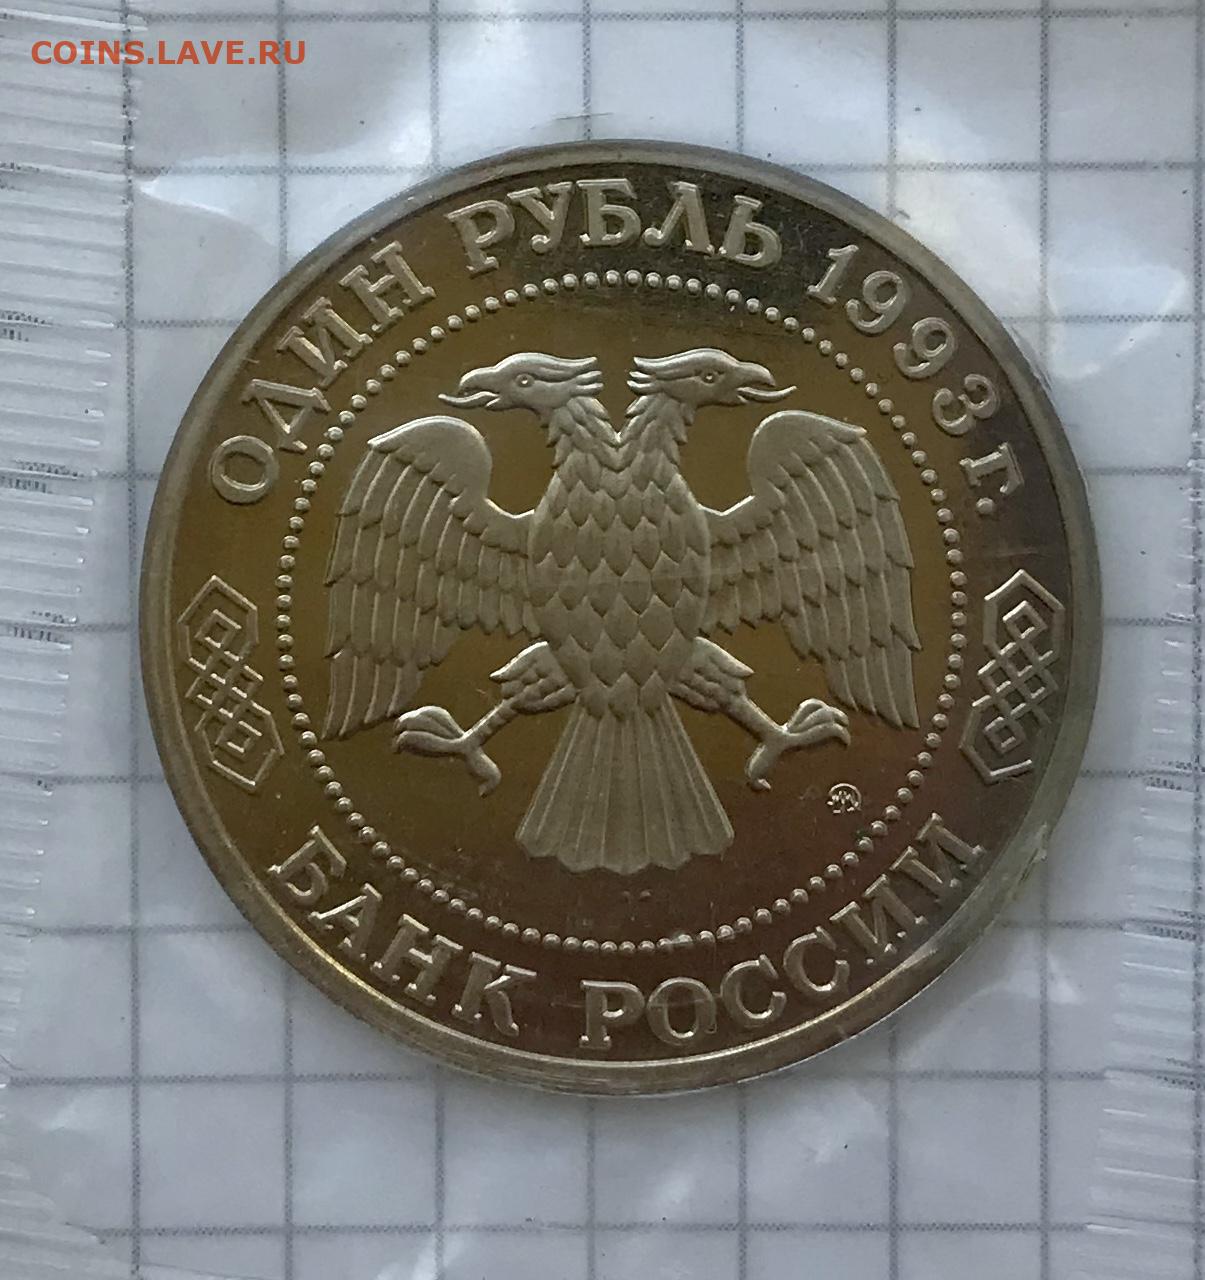 COINS.LAVE.RU
ОДИН РУБЛЬ 1993 г.
БАНК РОССИИ